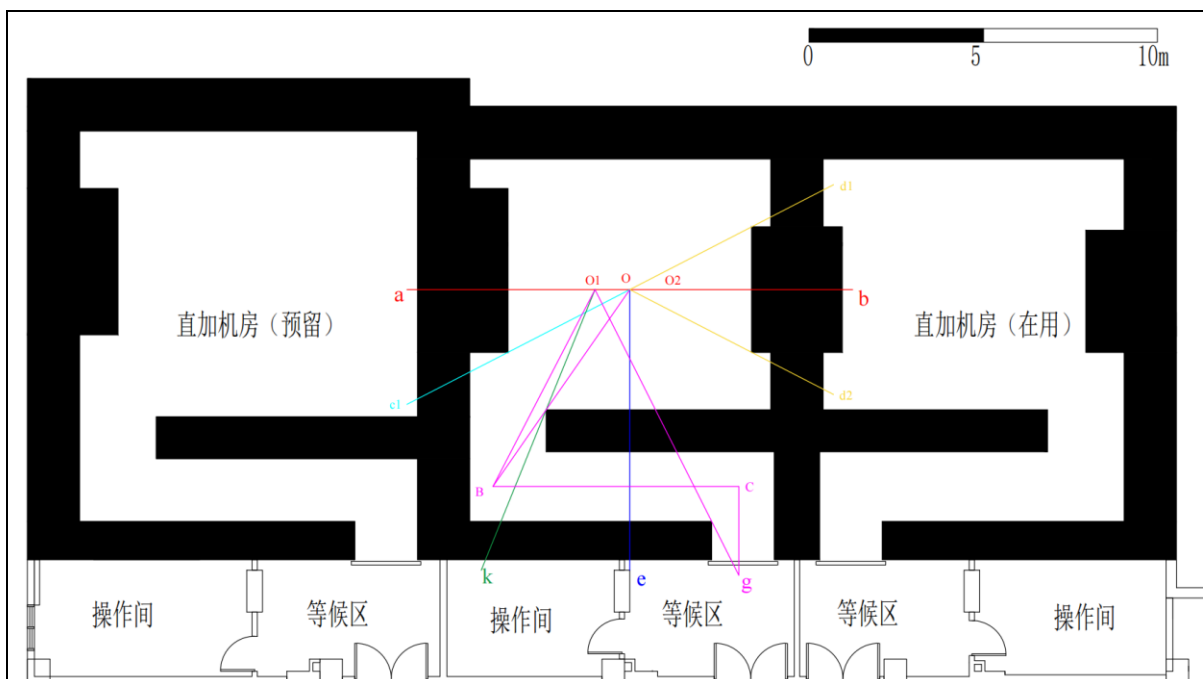 0 5 10m
d1
O1 O O2
a b
直加机房（预留） 直加机房（在用）
c1 d2
B C
k e g
操作间 等候区 操作间 等候区 等候区 操作间